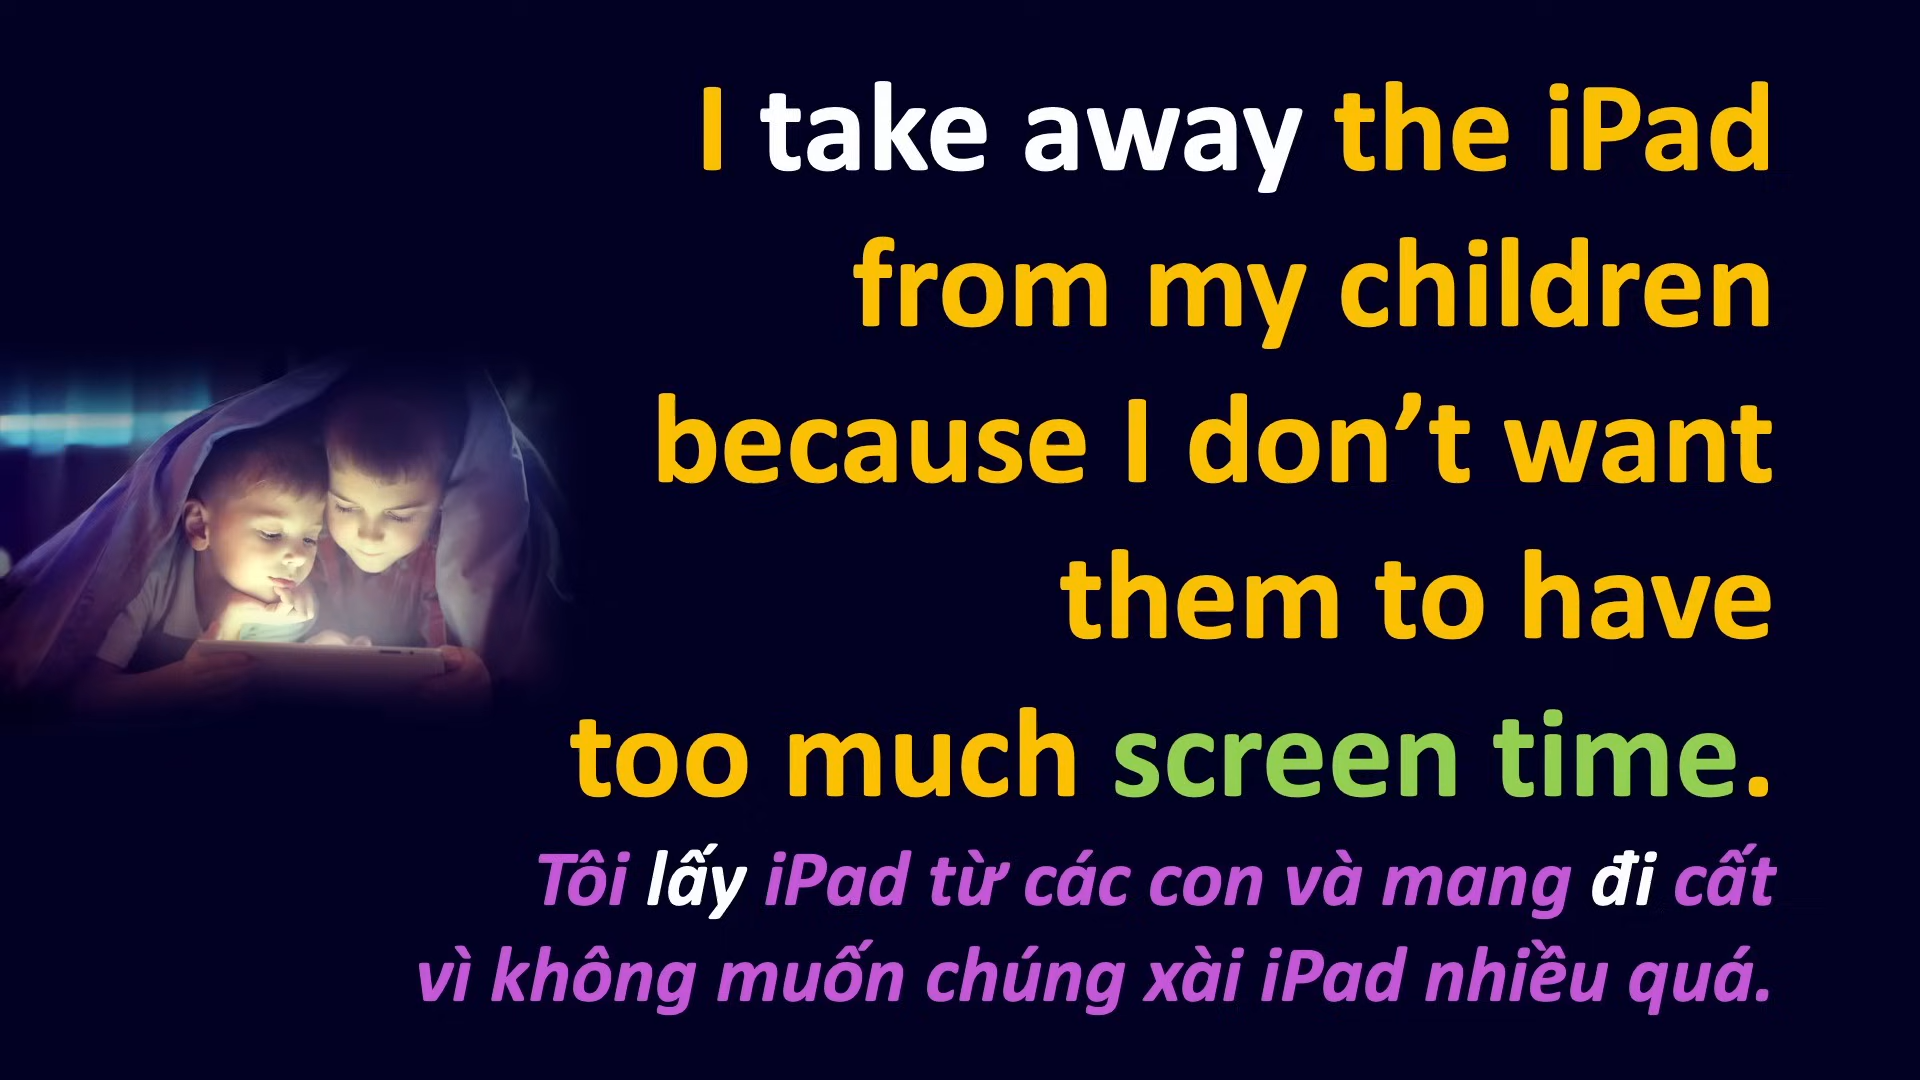 I take away the iPad
from my children
because I don’t want
them to have
too much screen time.
Tôi lấy iPad từ các con và mang đi cất
vì không muốn chúng xài iPad nhiều quá.